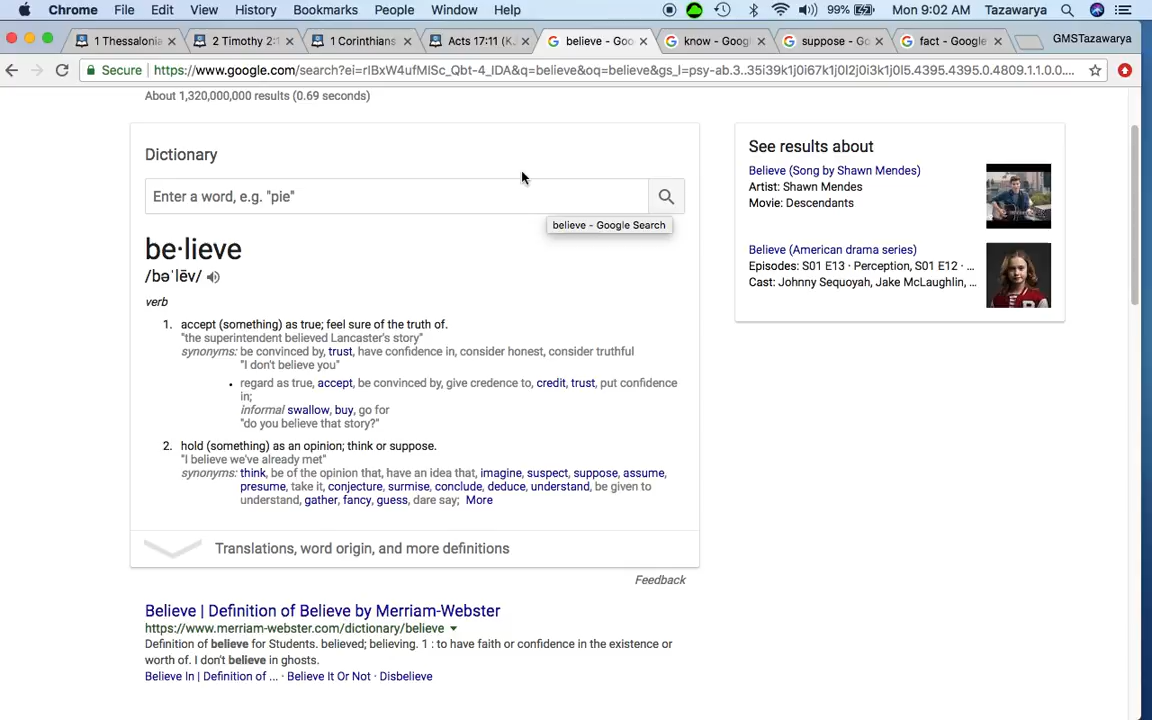 Chrome File Edit View History Bookmarks People Window Help 99% Mon 9:02 AM Tazawarya
1 Thessalonia 2 Timothy 2:1 1 Corinthians Acts 17:11 (KJ believe - Goo know - Googl suppose - Go fact - Google GMSTazawarya
Secure https://www.google.com/search?ei=rIBxW4ufMISc_Qbt-4_IDA&q=believe&oq=believe&gs_l=psy-ab.3..35i39k1j0i67k1j0l2j0i3k1j0l5.4395.4395.0.4809.1.1.0.0....
About 1,320,000,000 results (0.69 seconds)
Dictionary
Enter a word, e.g. "pie"
believe - Google Search
be·lieve
/bəˈlēv/
verb
1. accept (something) as true; feel sure of the truth of.
"the superintendent believed Lancaster's story"
synonyms: be convinced by, trust, have confidence in, consider honest, consider truthful
"I don't believe you"
• regard as true, accept, be convinced by, give credence to, credit, trust, put confidence
in;
informal swallow, buy, go for
"do you believe that story?"
2. hold (something) as an opinion; think or suppose.
"I believe we've already met"
synonyms: think, be of the opinion that, have an idea that, imagine, suspect, suppose, assume,
presume, take it, conjecture, surmise, conclude, deduce, understand, be given to
understand, gather, fancy, guess, dare say; More
Translations, word origin, and more definitions
Feedback
Believe | Definition of Believe by Merriam-Webster
https://www.merriam-webster.com/dictionary/believe
Definition of believe for Students. believed; believing. 1 : to have faith or confidence in the existence or
worth of. I don't believe in ghosts.
Believe In | Definition of ... · Believe It Or Not · Disbelieve
See results about
Believe (Song by Shawn Mendes)
Artist: Shawn Mendes
Movie: Descendants
Believe (American drama series)
Episodes: S01 E13 · Perception, S01 E12 · ...
Cast: Johnny Sequoyah, Jake McLaughlin, ...